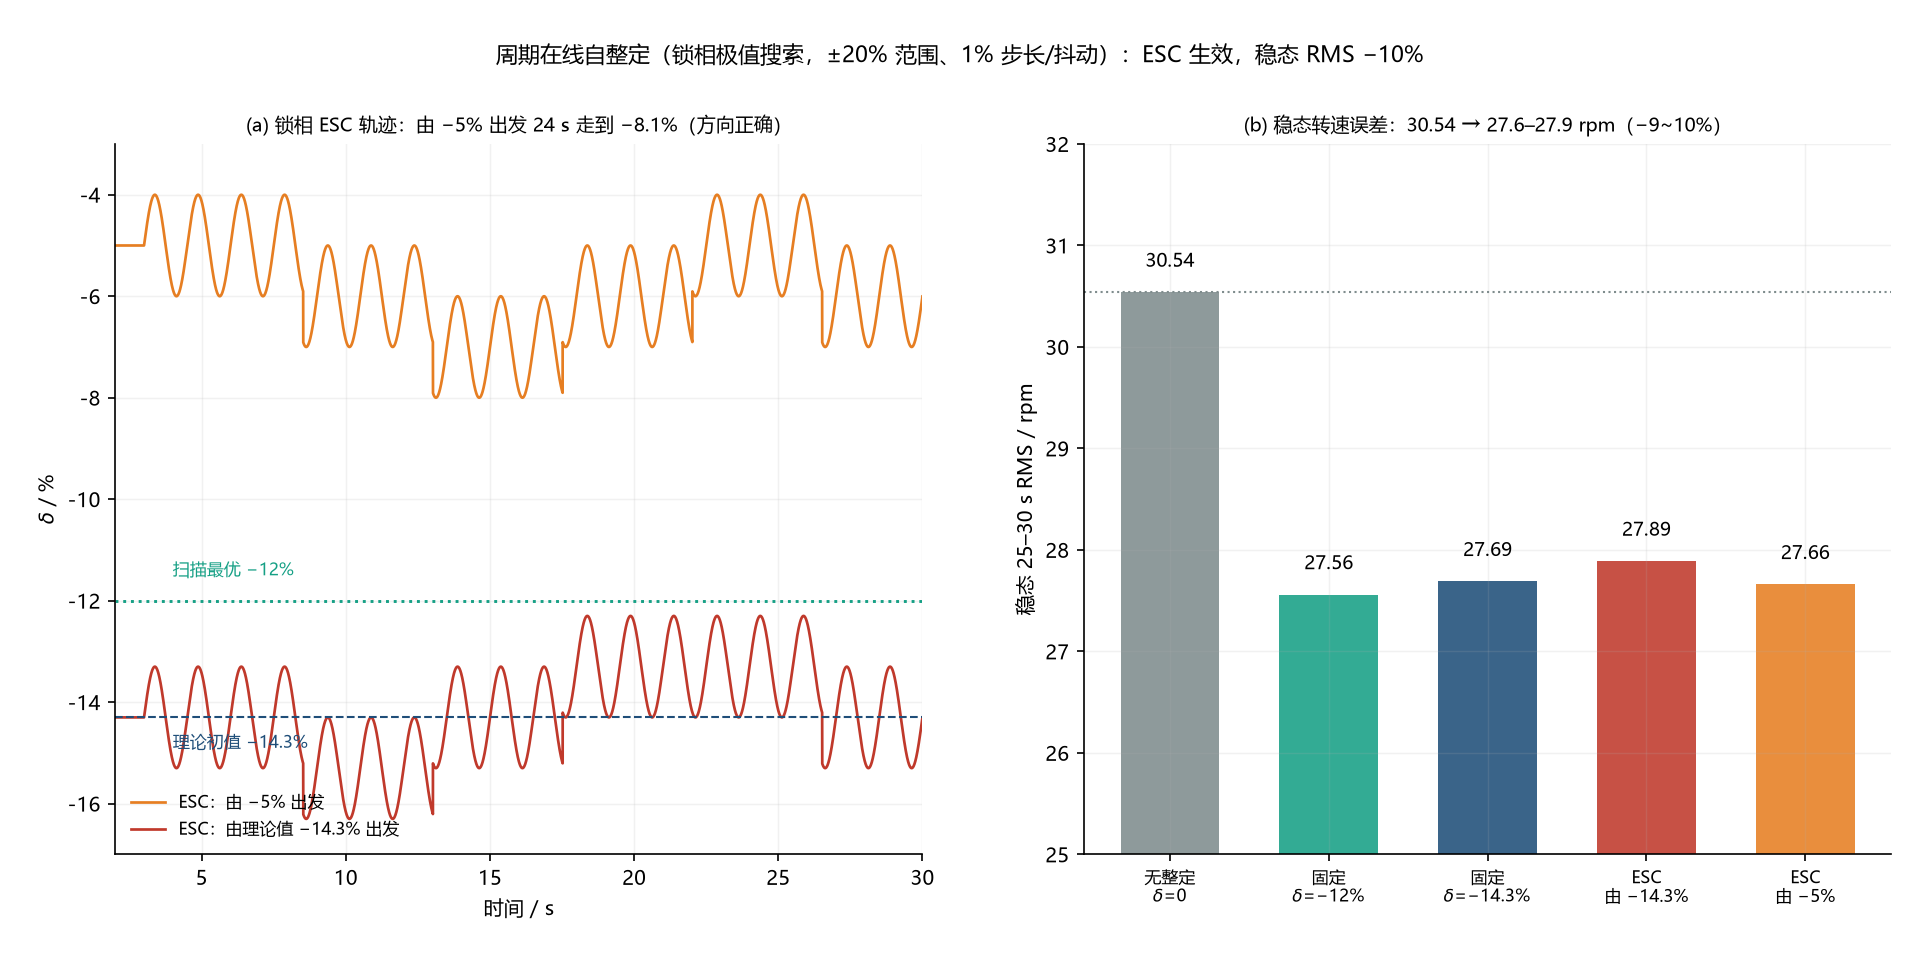 周期在线自整定（锁相极值搜索，±20% 范围、1% 步长/抖动）：ESC 生效，稳态 RMS −10%
(a) 锁相 ESC 轨迹：由 −5% 出发 24 s 走到 −8.1%（方向正确）
-4
-6
-8
-10
-12
-14
-16
δ / %
扫描最优 −12%
理论初值 −14.3%
ESC：由 −5% 出发
ESC：由理论值 −14.3% 出发
5
10
15
20
25
30
时间 / s
(b) 稳态转速误差：30.54 → 27.6–27.9 rpm（−9~10%）
32
31
30
29
28
27
26
25
稳态 25–30 s RMS / rpm
30.54
27.56
27.69
27.89
27.66
无整定
δ=0
固定
δ=−12%
固定
δ=−14.3%
ESC
由 −14.3%
ESC
由 −5%